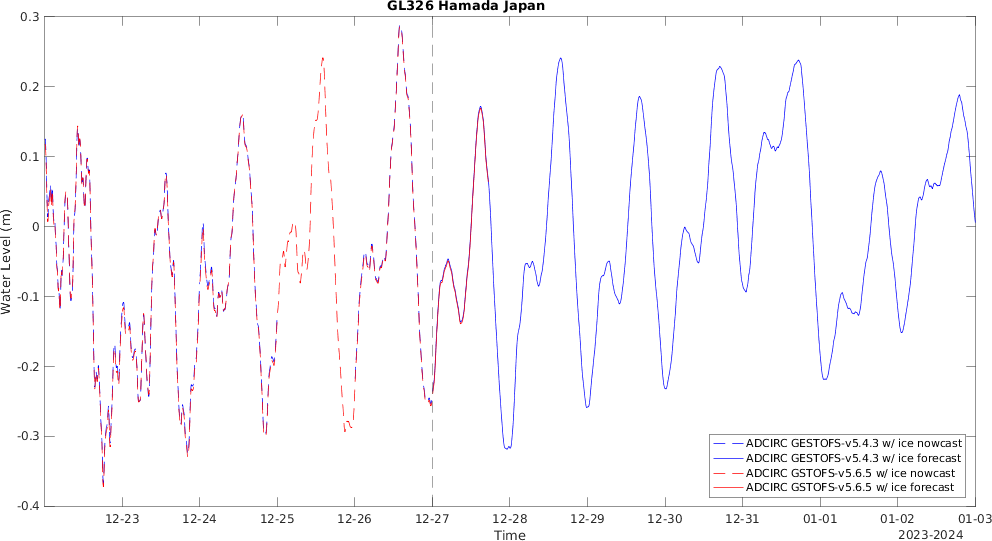 GL326 Hamada Japan
0.3
0.2
0.1
0
-0.1
-0.2
-0.3
-0.4
Water Level (m)
ADCIRC GESTOFS-v5.4.3 w/ ice nowcast
ADCIRC GESTOFS-v5.4.3 w/ ice forecast
ADCIRC GSTOFS-v5.6.5 w/ ice nowcast
ADCIRC GSTOFS-v5.6.5 w/ ice forecast
12-23 12-24 12-25 12-26 12-27 12-28 12-29 12-30 12-31 01-01 01-02 01-03
Time
2023-2024